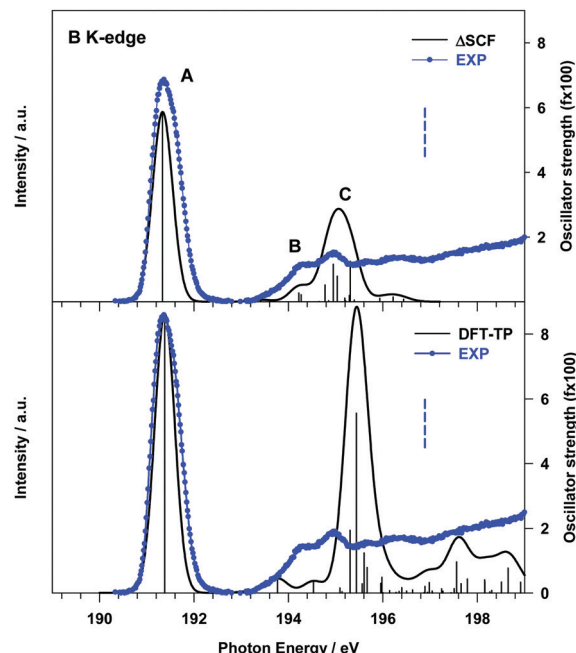 B K-edge
ΔSCF
EXP
A
B
C
Intensity / a.u.
Oscillator strength (fx100)
8
6
4
2
DFT-TP
EXP
Intensity / a.u.
Oscillator strength (fx100)
8
6
4
2
0
190 192 194 196 198
Photon Energy / eV